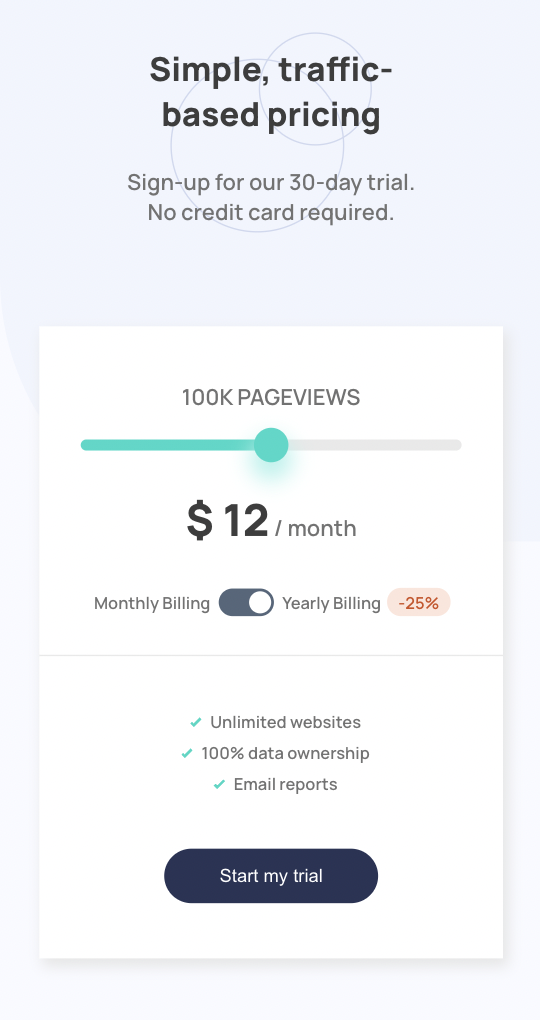 Simple, traffic-
based pricing
Sign-up for our 30-day trial.
No credit card required.
100K PAGEVIEWS
$ 12 / month
Monthly Billing Yearly Billing -25%
Unlimited websites
100% data ownership
Email reports
Start my trial